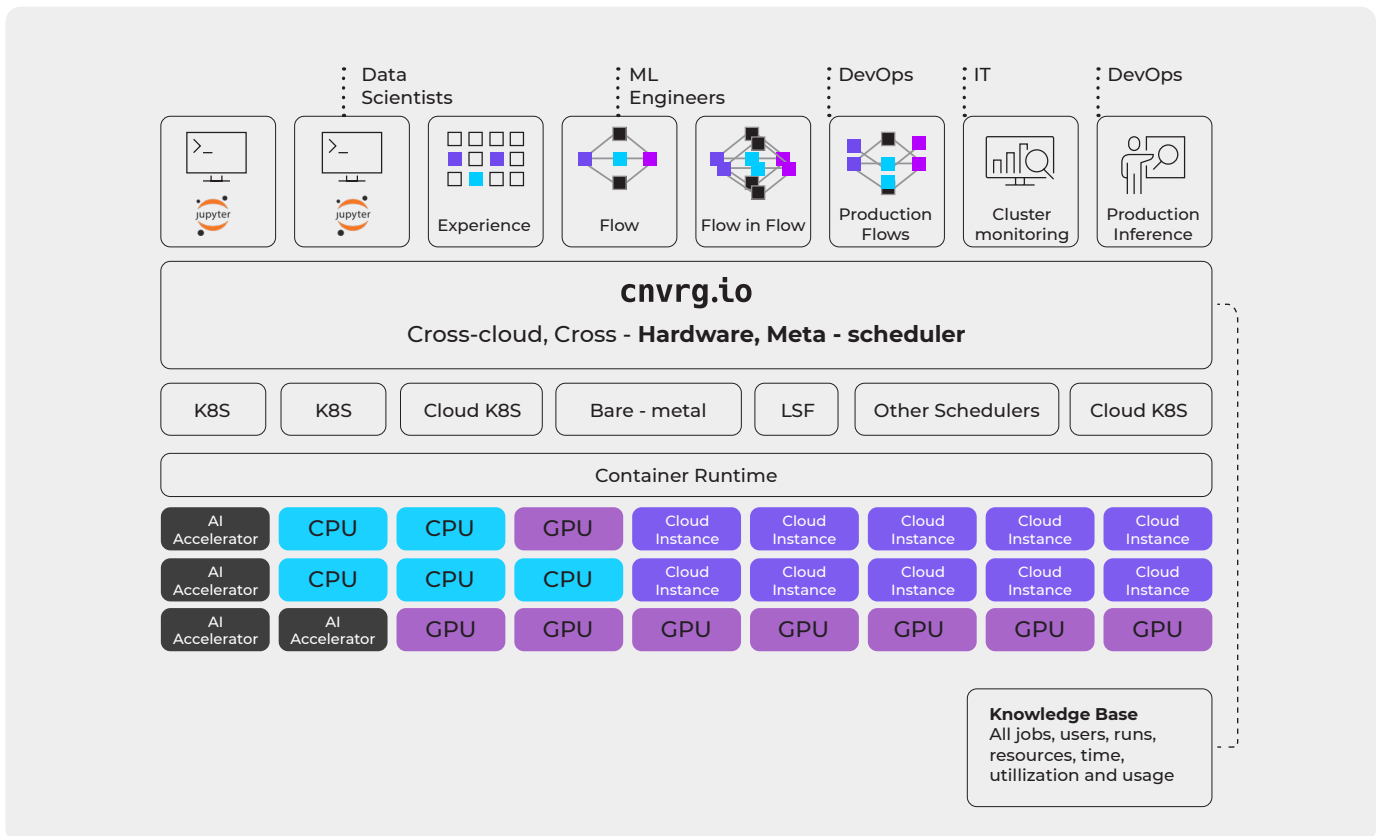 Data
Scientists
ML
Engineers
DevOps
IT
DevOps
>_
jupyter
>_
jupyter
Experience
Flow
Flow in Flow
Production
Flows
Cluster
monitoring
Production
Inference
cnvrg.io
Cross-cloud, Cross - Hardware, Meta - scheduler
K8S
K8S
Cloud K8S
Bare - metal
LSF
Other Schedulers
Cloud K8S
Container Runtime
AI
Accelerator
CPU
CPU
GPU
Cloud
Instance
Cloud
Instance
Cloud
Instance
Cloud
Instance
Cloud
Instance
AI
Accelerator
CPU
CPU
CPU
Cloud
Instance
Cloud
Instance
Cloud
Instance
Cloud
Instance
Cloud
Instance
AI
Accelerator
AI
Accelerator
GPU
GPU
GPU
GPU
GPU
GPU
GPU
Knowledge Base
All jobs, users, runs,
resources, time,
utillization and usage